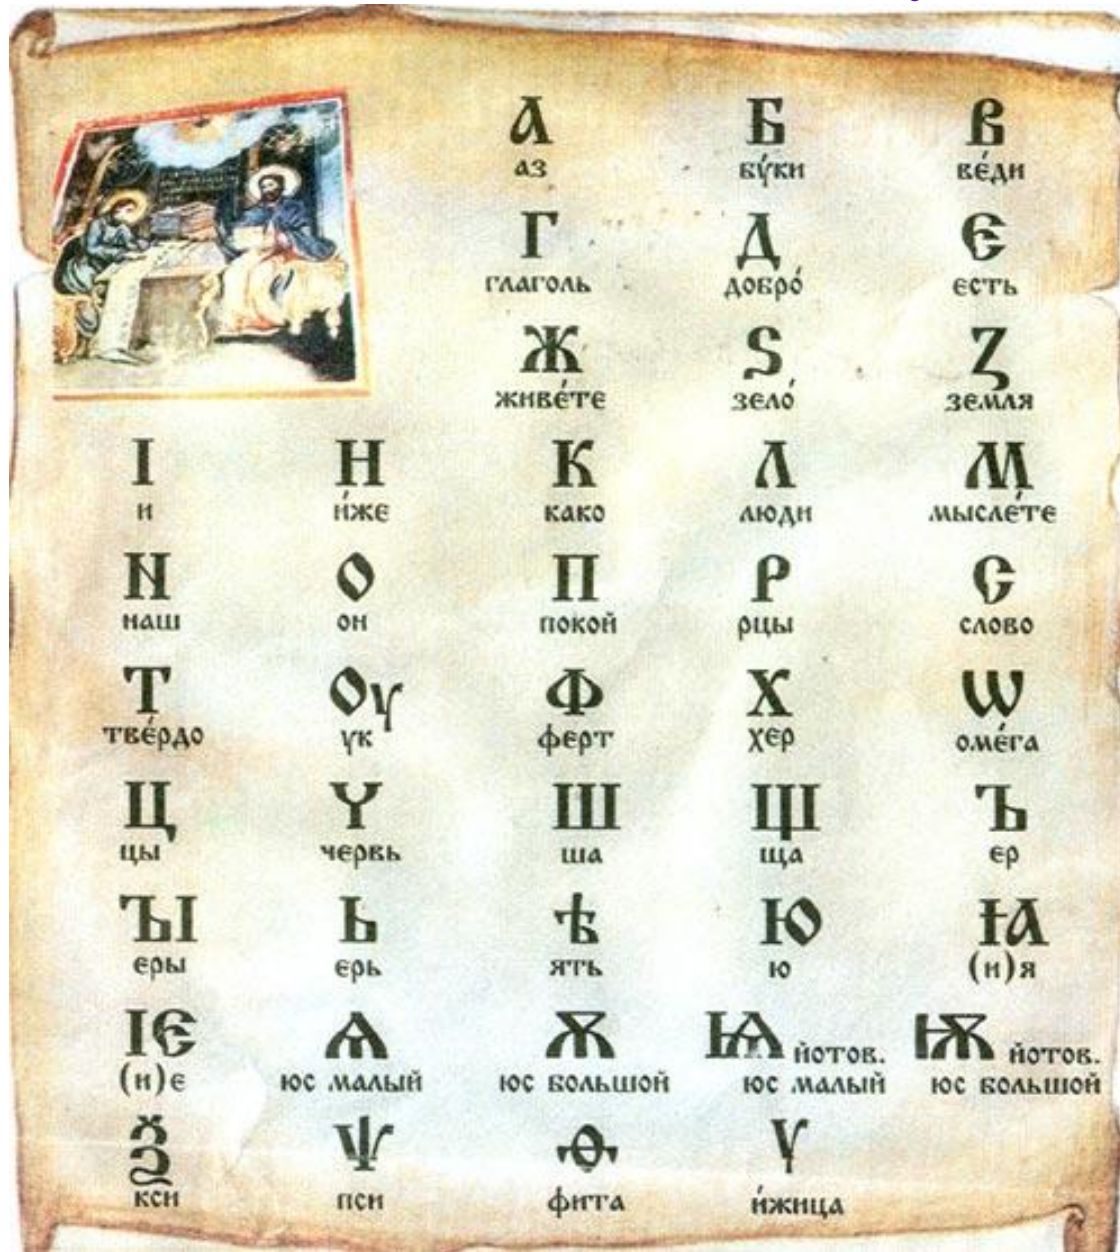 А Б В
аз бу́ки ве́ди
Г Д Є
глаголь добро́ єсть
Ж Ѕ З
живе́те зело́ земля
І Н К Л М
и и́же како люди мысле́те
N О П Р С
наш он покой рцы слово
Т Оу Ф Х Ѡ
тве́рдо ук ферт хер оме́га
Ц Ч Ш Щ Ъ
цы червь ша ща ер
ЪІ Ь Ѣ Ю Ꙗ
еры ерь ять ю (и)я
Ѥ Ѧ Ѫ Ѩ йотов. Ѭ йотов.
(и)є юс малый юс большой юс малый юс большой
Ѯ Ѱ Ѳ Ѵ
кси пси фита и́жица